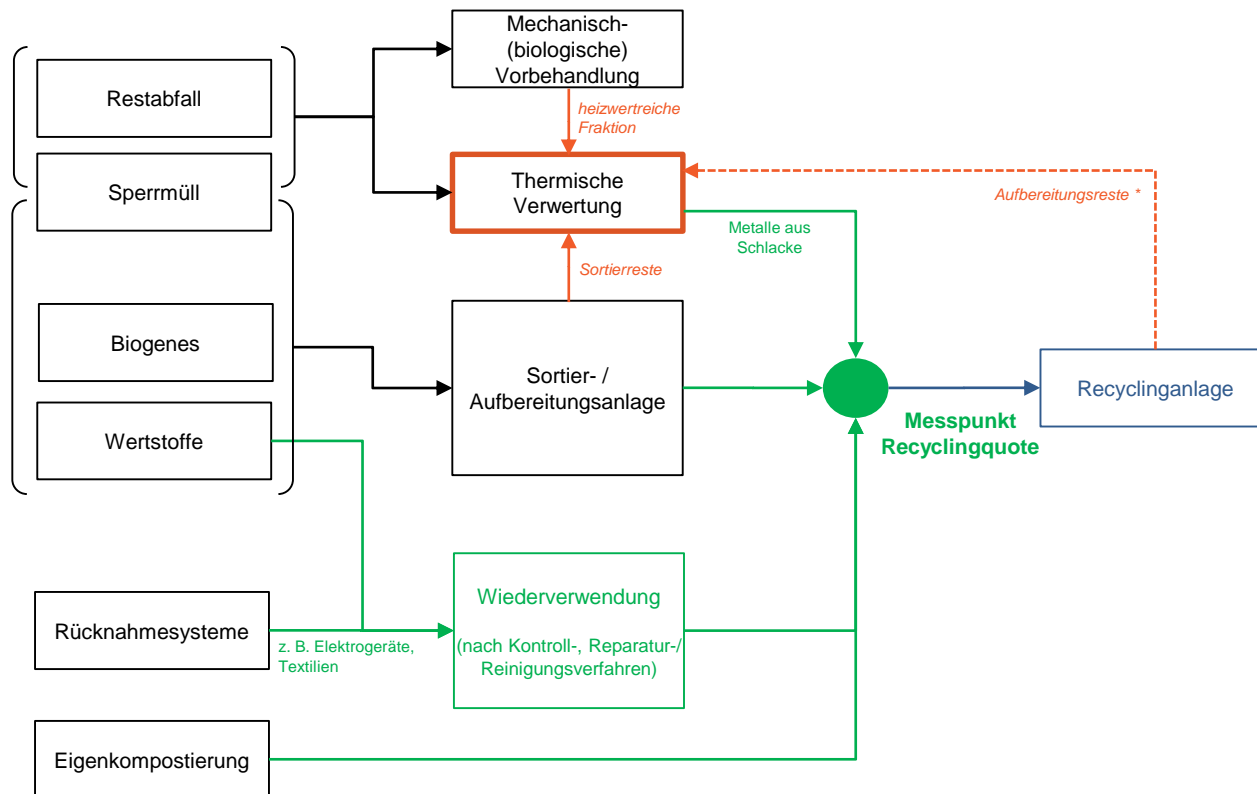 Mechanisch-
(biologische)
Vorbehandlung
Restabfall
heizwertreiche
Fraktion
Sperrmüll
Thermische
Verwertung
Aufbereitungsreste *
Metalle aus
Schlacke
Sortierreste
Biogenes
Sortier- /
Aufbereitungsanlage
Recyclinganlage
Wertstoffe
Messpunkt
Recyclingquote
Wiederverwendung
(nach Kontroll-, Reparatur-/
Reinigungsverfahren)
Rücknahmesysteme
z. B. Elektrogeräte,
Textilien
Eigenkompostierung